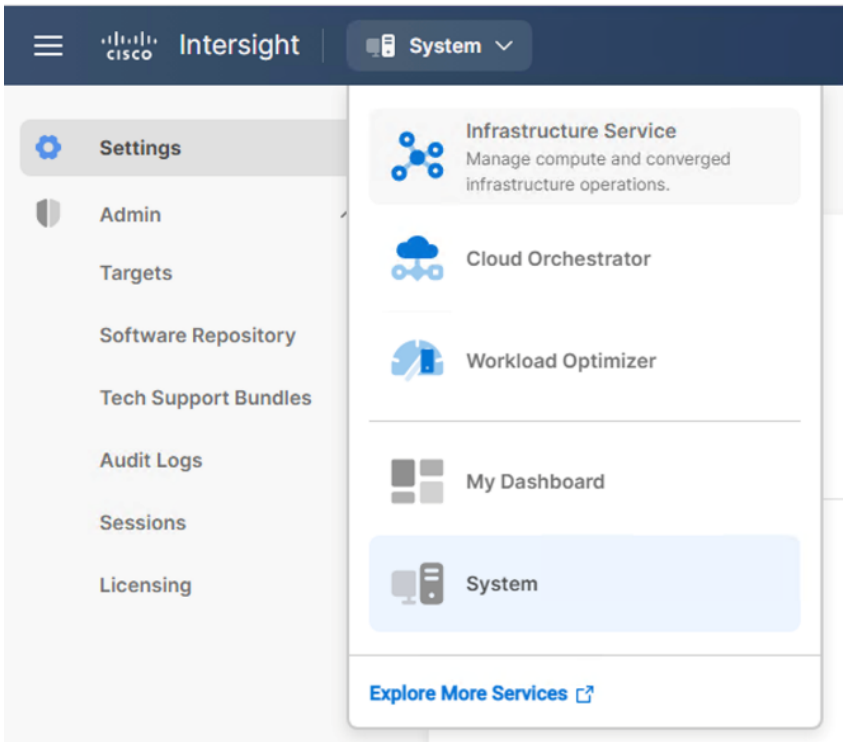 CISCO Intersight System
Settings
Admin
Targets
Software Repository
Tech Support Bundles
Audit Logs
Sessions
Licensing
Infrastructure Service
Manage compute and converged
infrastructure operations.
Cloud Orchestrator
Workload Optimizer
My Dashboard
System
Explore More Services